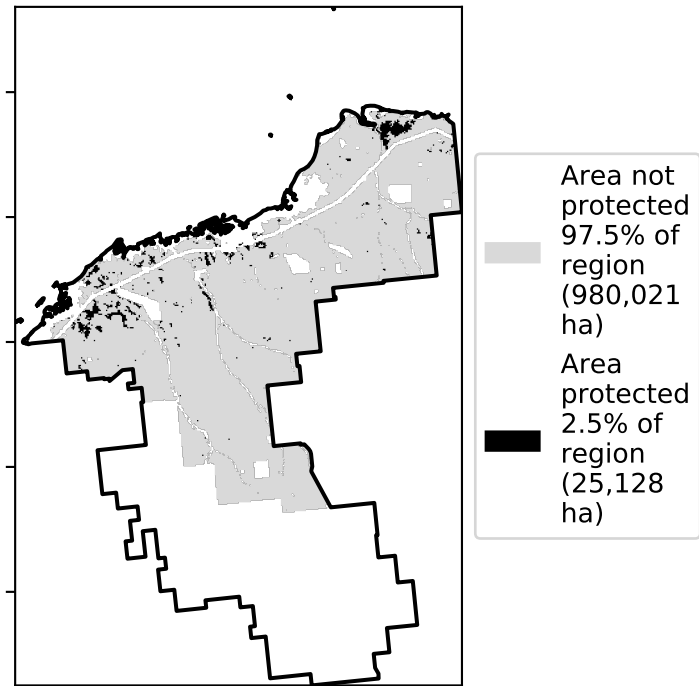 Area not
protected
97.5% of
region
(980,021
ha)
Area
protected
2.5% of
region
(25,128
ha)